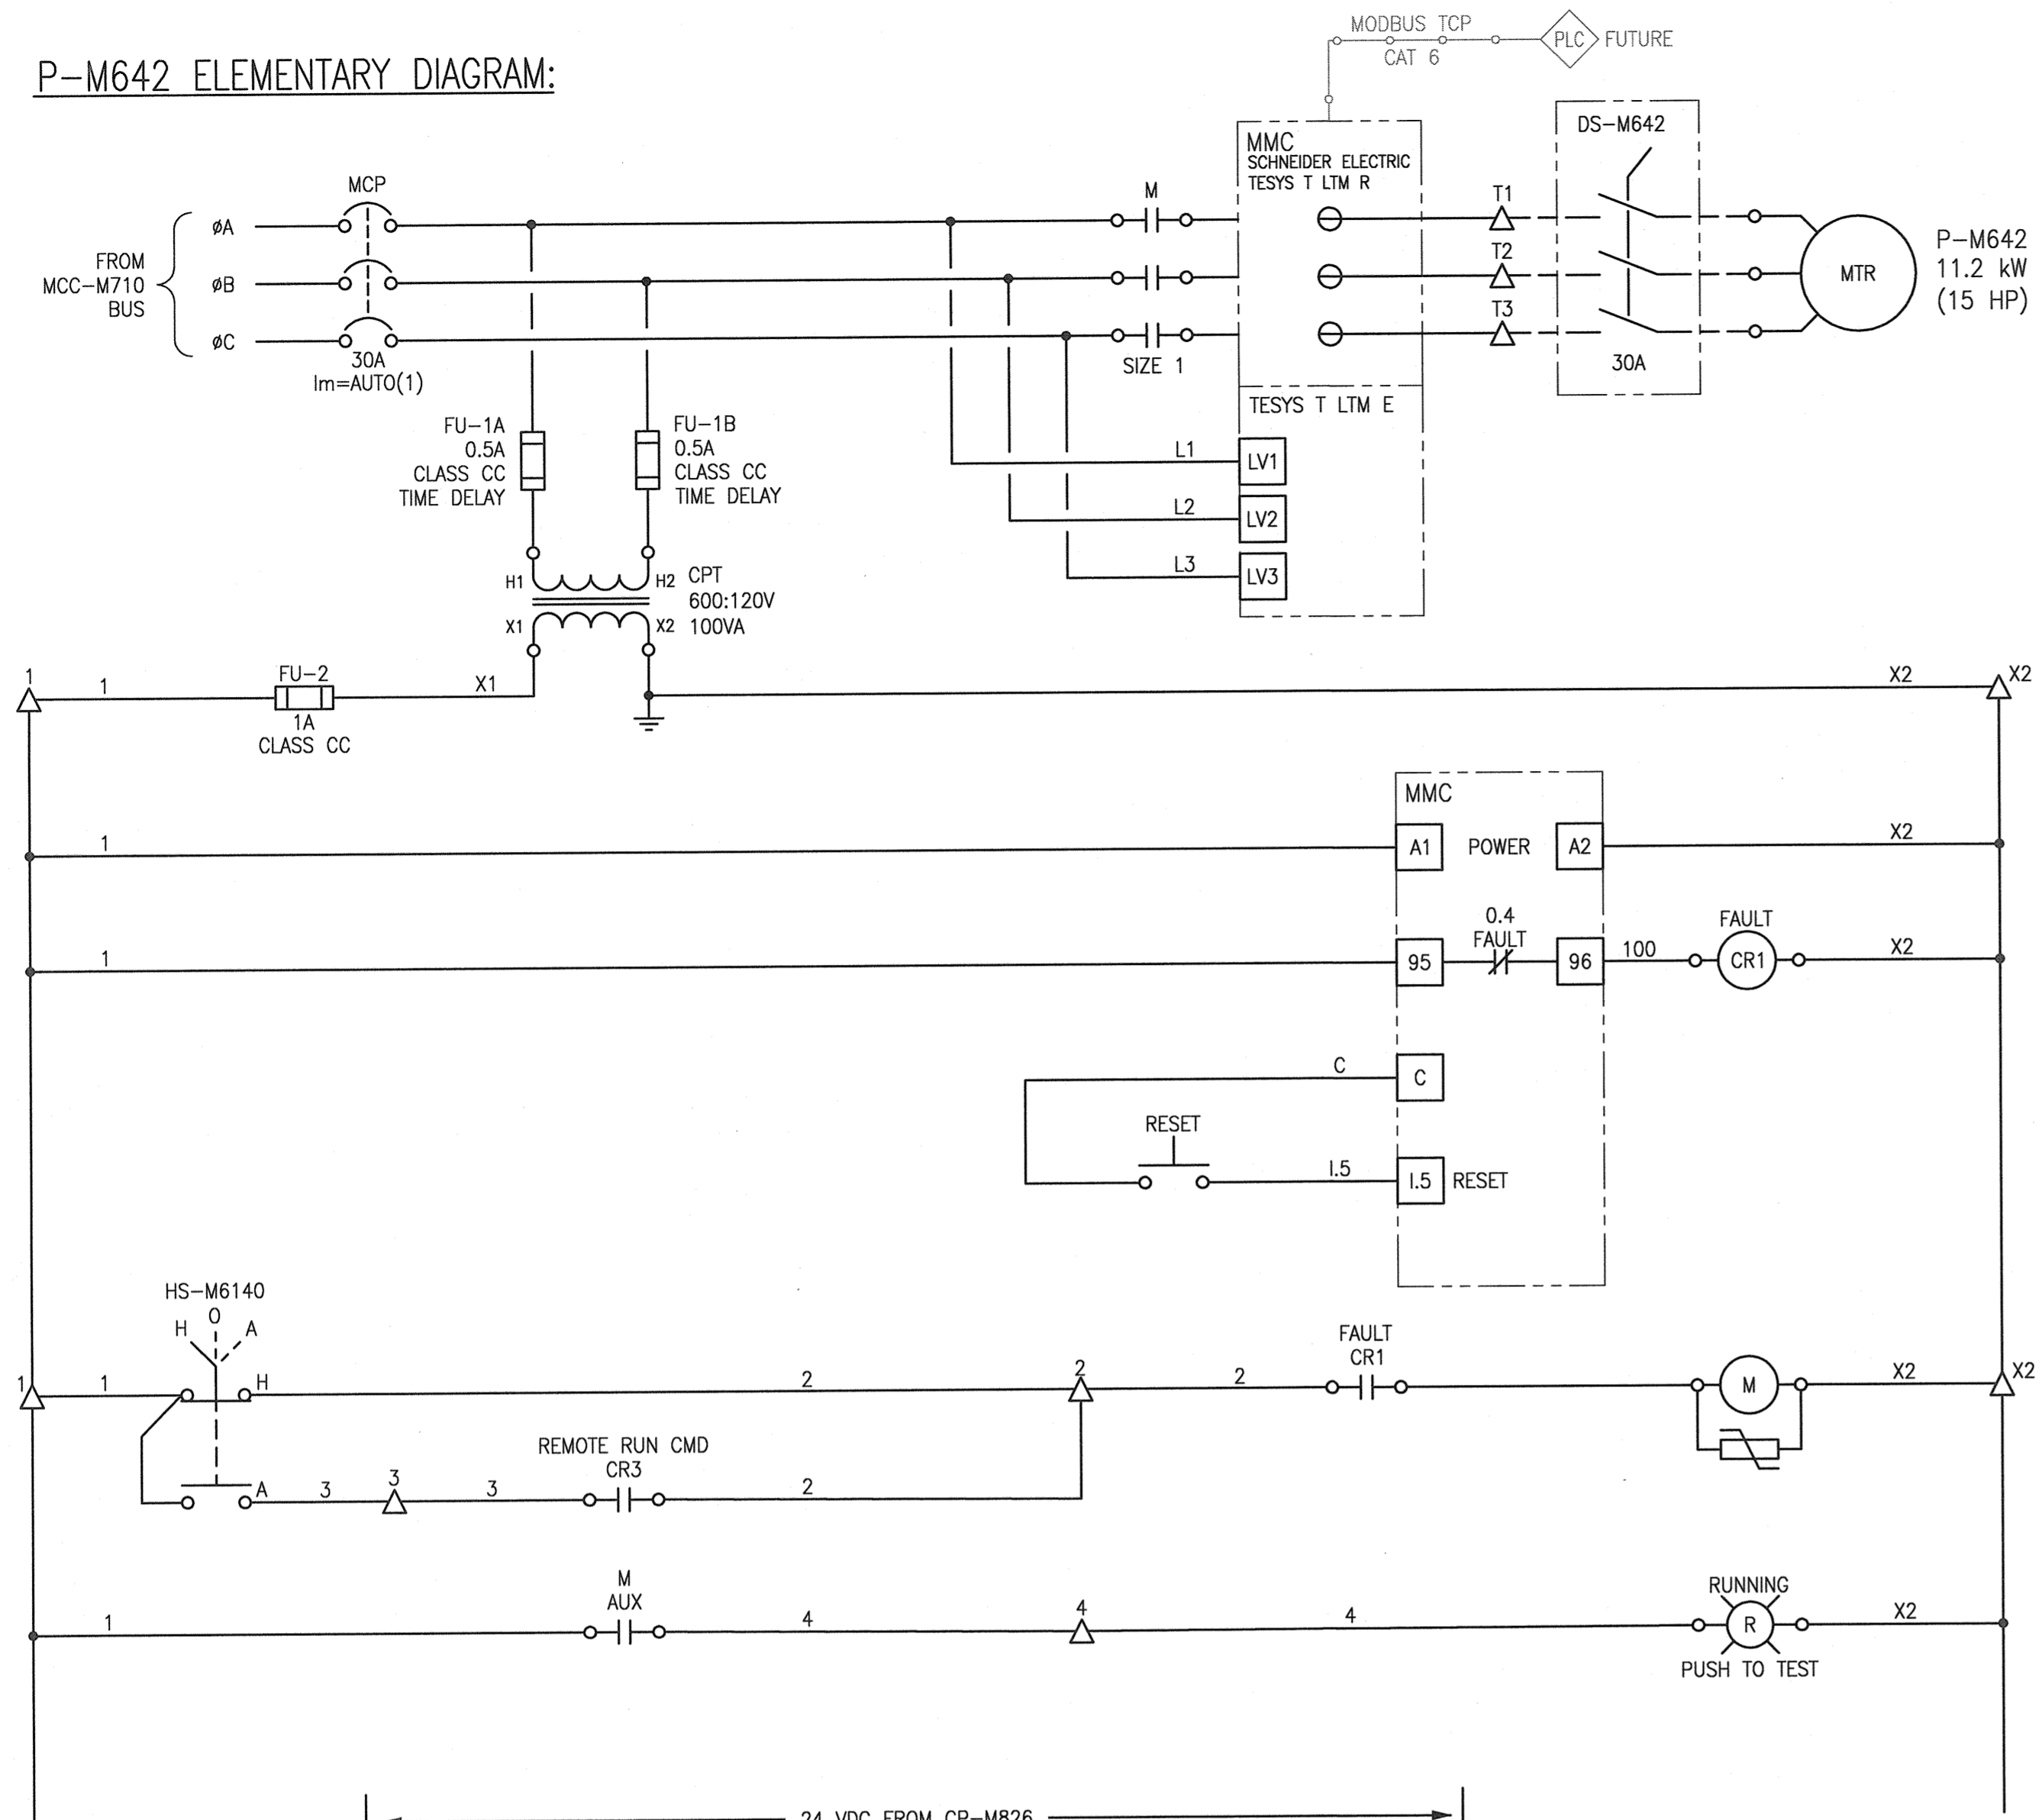 MODBUS TCP
CAT 6
PLC
FUTURE
P-M642 ELEMENTARY DIAGRAM:
FROM
MCC-M710
BUS
øA
øB
øC
MCP
30A
Im=AUTO(1)
M
SIZE 1
MMC
SCHNEIDER ELECTRIC
TESYS T LTM R
TESYS T LTM E
T1
T2
T3
DS-M642
30A
MTR
P-M642
11.2 kW
(15 HP)
FU-1A
0.5A
CLASS CC
TIME DELAY
FU-1B
0.5A
CLASS CC
TIME DELAY
L1
LV1
L2
LV2
L3
LV3
H1
H2
CPT
600:120V
100VA
X1
X2
1
1
FU-2
1A
CLASS CC
X1
X2
X2
MMC
1
A1
POWER
A2
X2
1
95
0.4
FAULT
96
100
FAULT
CR1
X2
C
C
RESET
I.5
I.5
RESET
HS-M6140
H
O
A
1
1
H
2
2
2
FAULT
CR1
M
X2
X2
A
3
3
3
REMOTE RUN CMD
CR3
2
1
M
AUX
4
4
4
RUNNING
R
PUSH TO TEST
X2
24 VDC FROM CP-M826